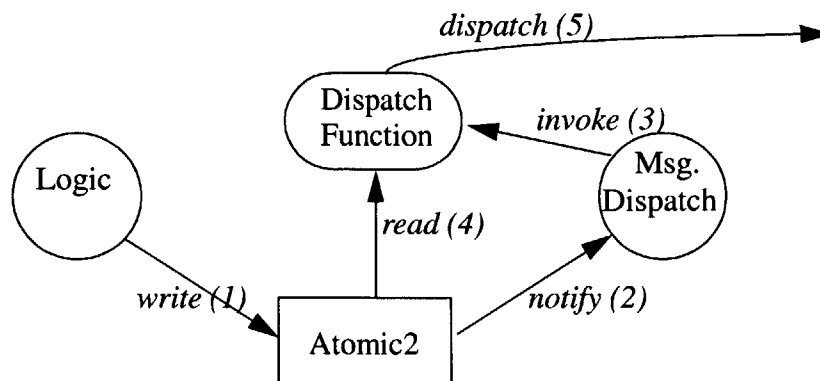 dispatch (5)
Dispatch
Function
invoke (3)
Logic
Msg.
Dispatch
read (4)
write (1)
notify (2)
Atomic2